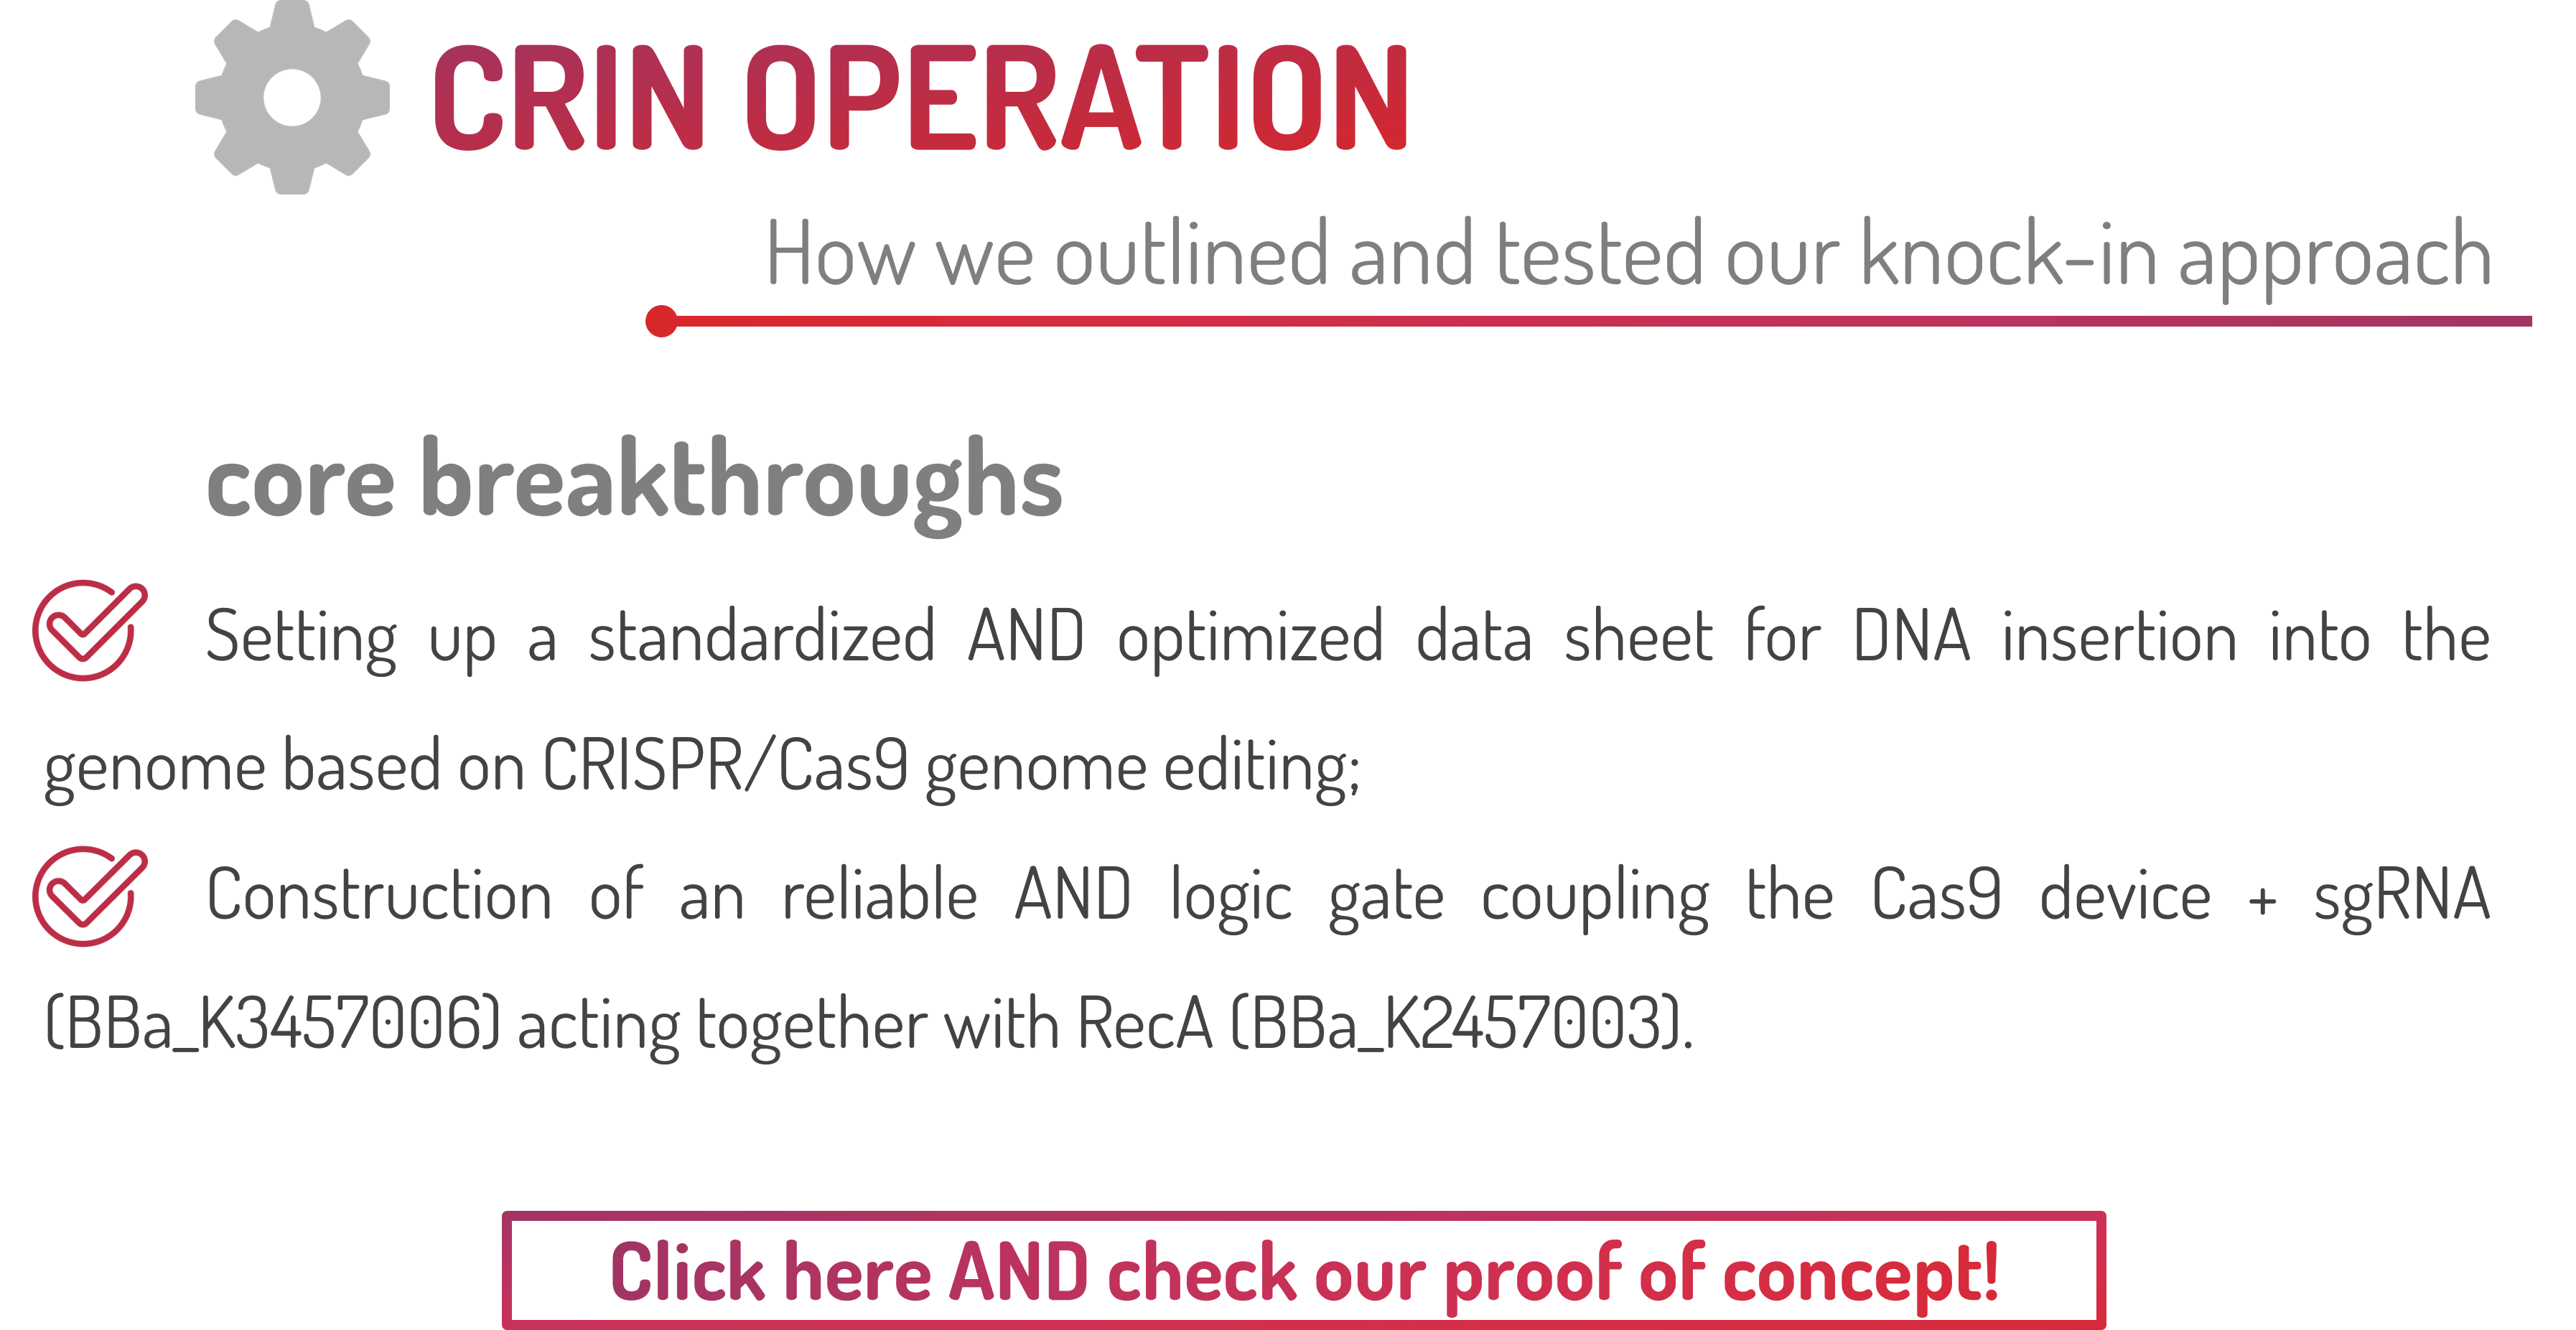 CRIN OPERATION
How we outlined and tested our knock-in approach
core breakthroughs
Setting up a standardized AND optimized data sheet for DNA insertion into the
genome based on CRISPR/Cas9 genome editing;
Construction of an reliable AND logic gate coupling the Cas9 device + sgRNA
(BBa_K3457006) acting together with RecA (BBa_K2457003).
Click here AND check our proof of concept!